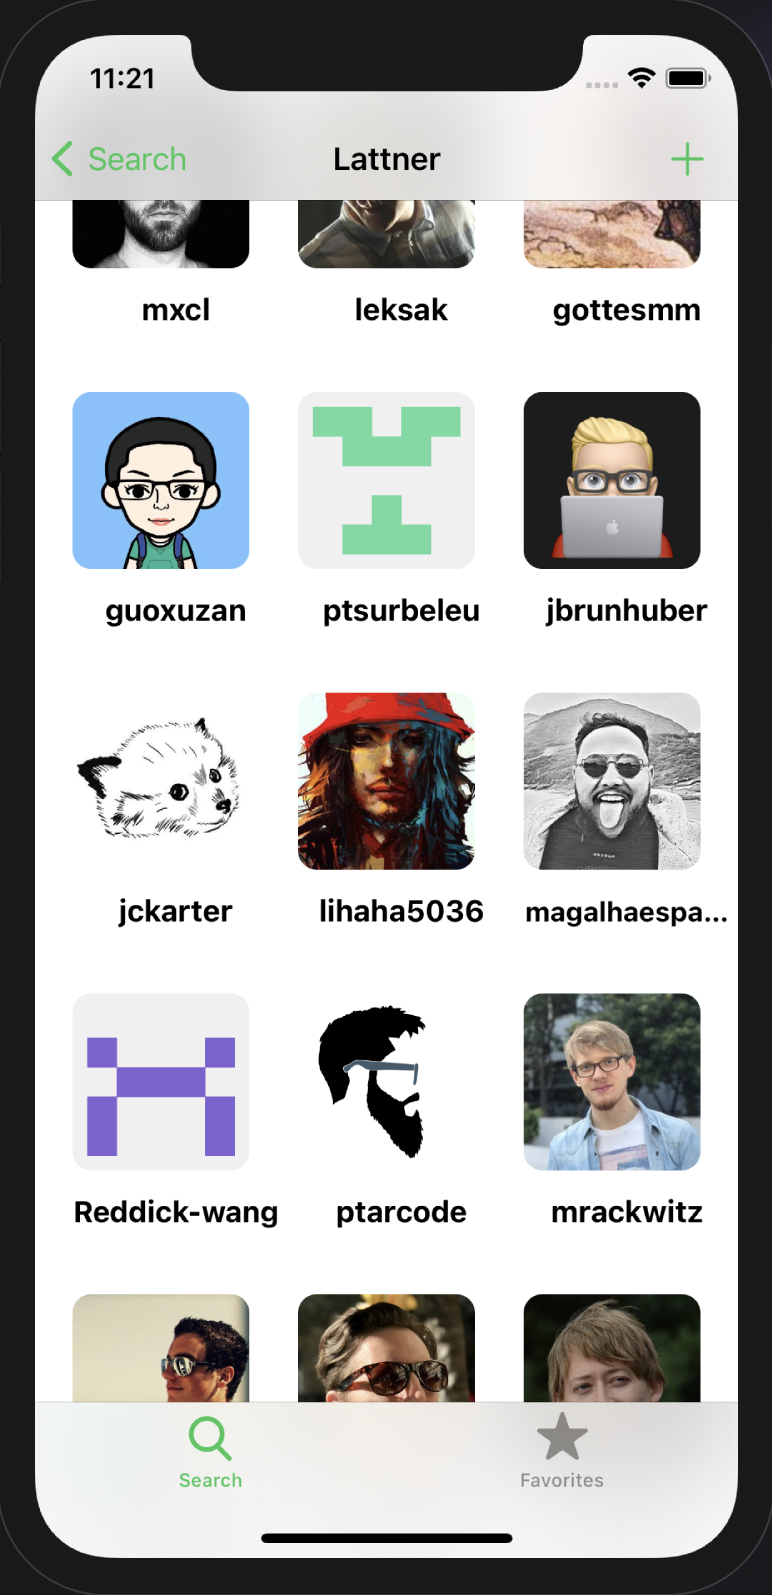 11:21
Search
Lattner
mxcl
leksak
gottesmm
guoxuzan
ptsurbeleu
jbrunhuber
jckarter
lihaha5036
magalhaespa...
Reddick-wang
ptarcode
mrackwitz
Search
Favorites